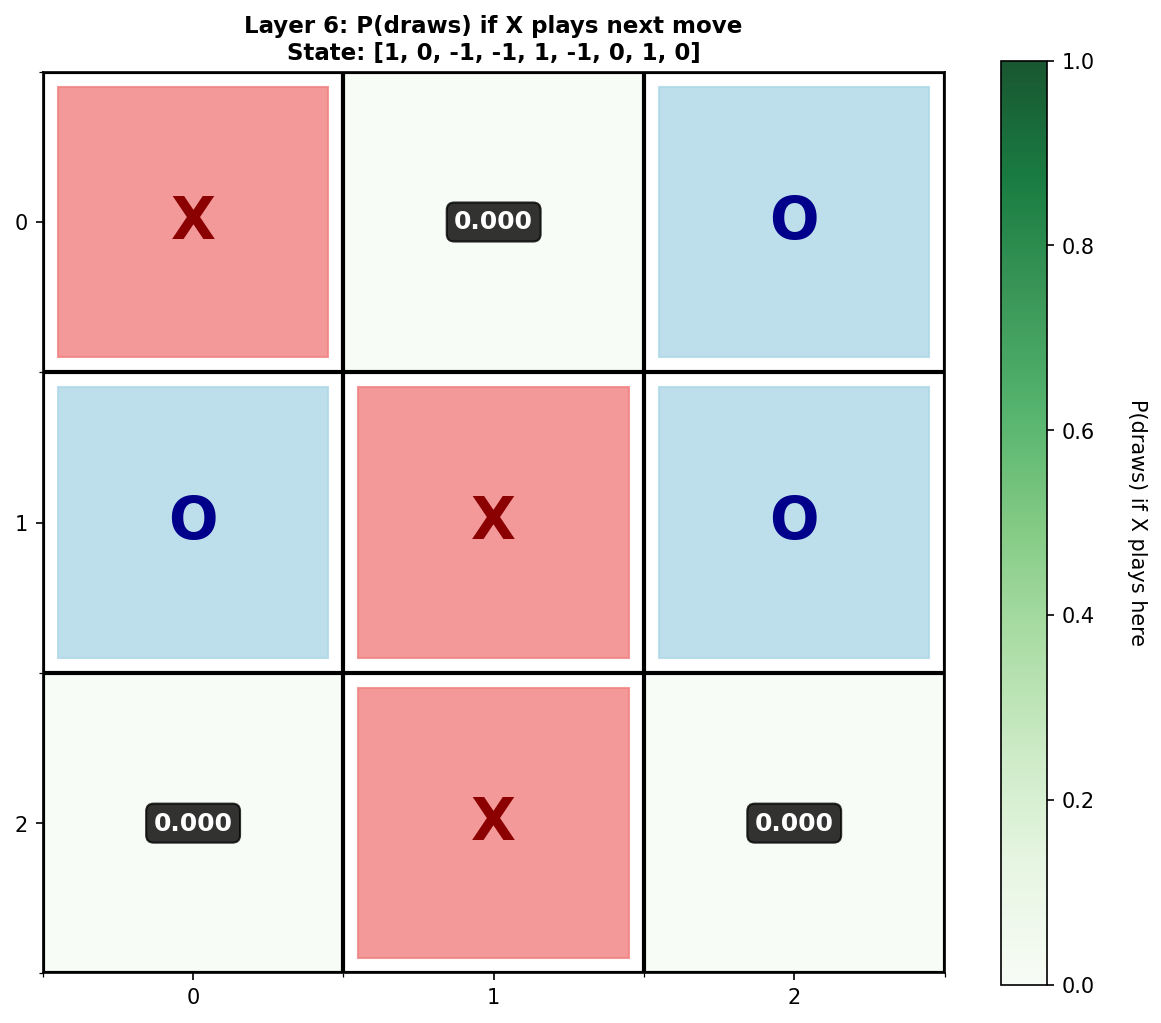 Layer 6: P(draws) if X plays next move
State: [1, 0, -1, -1, 1, -1, 0, 1, 0]
X
0.000
O
O
X
O
0.000
X
0.000
0
1
2
0
1
2
1.0
0.8
0.6
0.4
0.2
0.0
P(draws) if X plays here